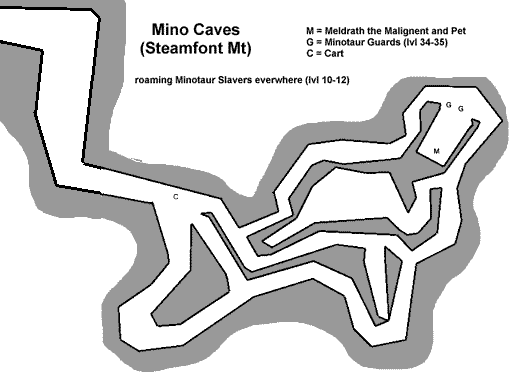 Mino Caves
(Steamfont Mt)
M = Meldrath the Malignent and Pet
G = Minotaur Guards (lvl 34-35)
C = Cart
roaming Minotaur Slavers everwhere (lvl 10-12)
G G
M
C